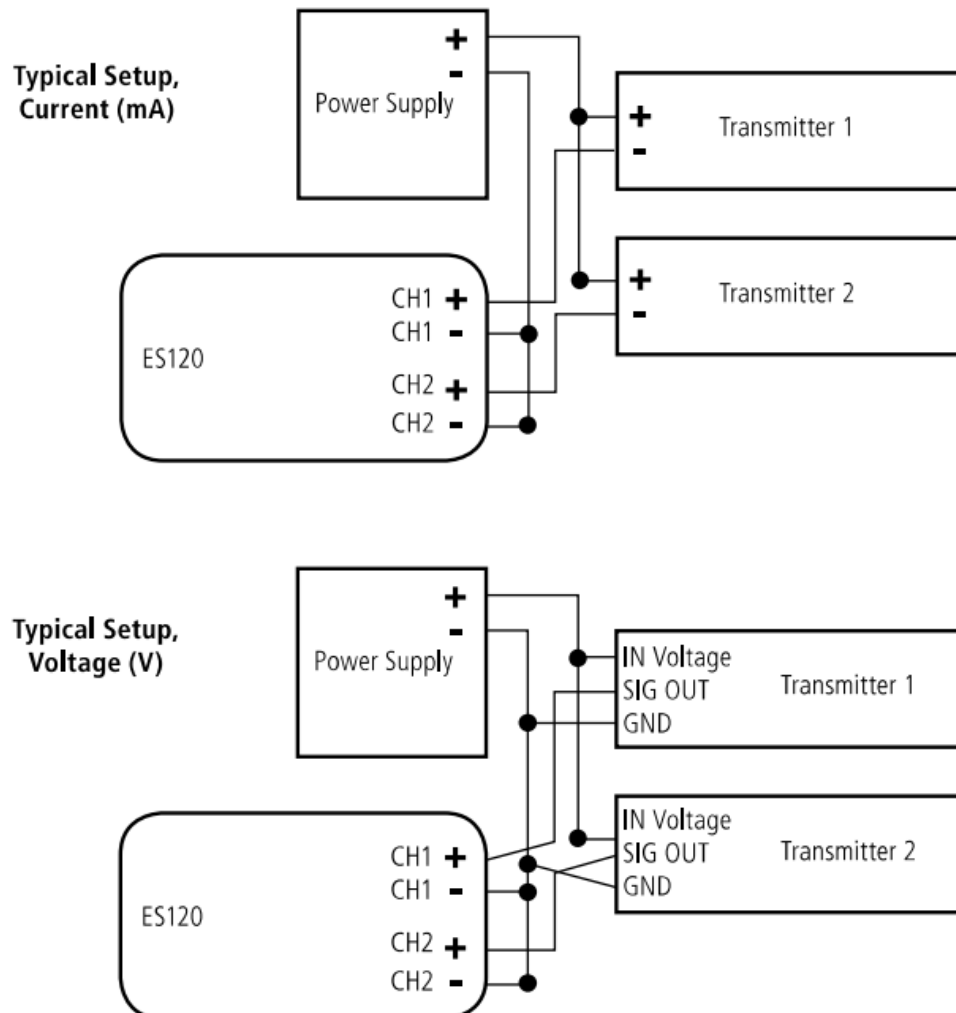 Typical Setup,
Current (mA)
+
-
Power Supply
+
-
Transmitter 1
+
-
Transmitter 2
ES120
CH1 +
CH1 -
CH2 +
CH2 -
Typical Setup,
Voltage (V)
+
-
Power Supply
IN Voltage
SIG OUT
GND
Transmitter 1
IN Voltage
SIG OUT
GND
Transmitter 2
ES120
CH1 +
CH1 -
CH2 +
CH2 -